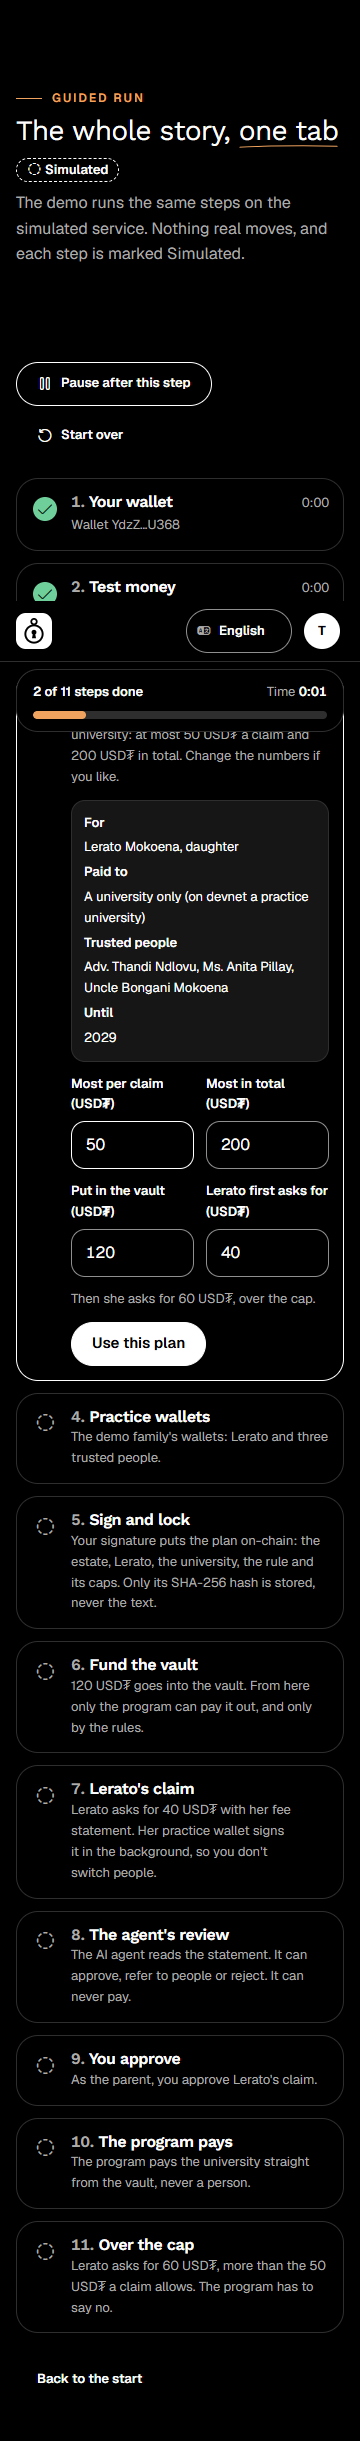 GUIDED RUN
The whole story, one tab
Simulated
The demo runs the same steps on the
simulated service. Nothing real moves, and
each step is marked Simulated.
Pause after this step
Start over
1. Your wallet 0:00
Wallet YdzZ…U368
2. Test money 0:00
English
T
2 of 11 steps done Time 0:01
university: at most 50 USD₮ a claim and
200 USD₮ in total. Change the numbers if
you like.
For
Lerato Mokoena, daughter
Paid to
A university only (on devnet a practice
university)
Trusted people
Adv. Thandi Ndlovu, Ms. Anita Pillay,
Uncle Bongani Mokoena
Until
2029
Most per claim
(USD₮)
Most in total
(USD₮)
50
200
Put in the vault
(USD₮)
Lerato first asks for
(USD₮)
120
40
Then she asks for 60 USD₮, over the cap.
Use this plan
4. Practice wallets
The demo family's wallets: Lerato and three
trusted people.
5. Sign and lock
Your signature puts the plan on-chain: the
estate, Lerato, the university, the rule and
its caps. Only its SHA-256 hash is stored,
never the text.
6. Fund the vault
120 USD₮ goes into the vault. From here
only the program can pay it out, and only
by the rules.
7. Lerato's claim
Lerato asks for 40 USD₮ with her fee
statement. Her practice wallet signs
it in the background, so you don't
switch people.
8. The agent's review
The AI agent reads the statement. It can
approve, refer to people or reject. It can
never pay.
9. You approve
As the parent, you approve Lerato's claim.
10. The program pays
The program pays the university straight
from the vault, never a person.
11. Over the cap
Lerato asks for 60 USD₮, more than the 50
USD₮ a claim allows. The program has to
say no.
Back to the start